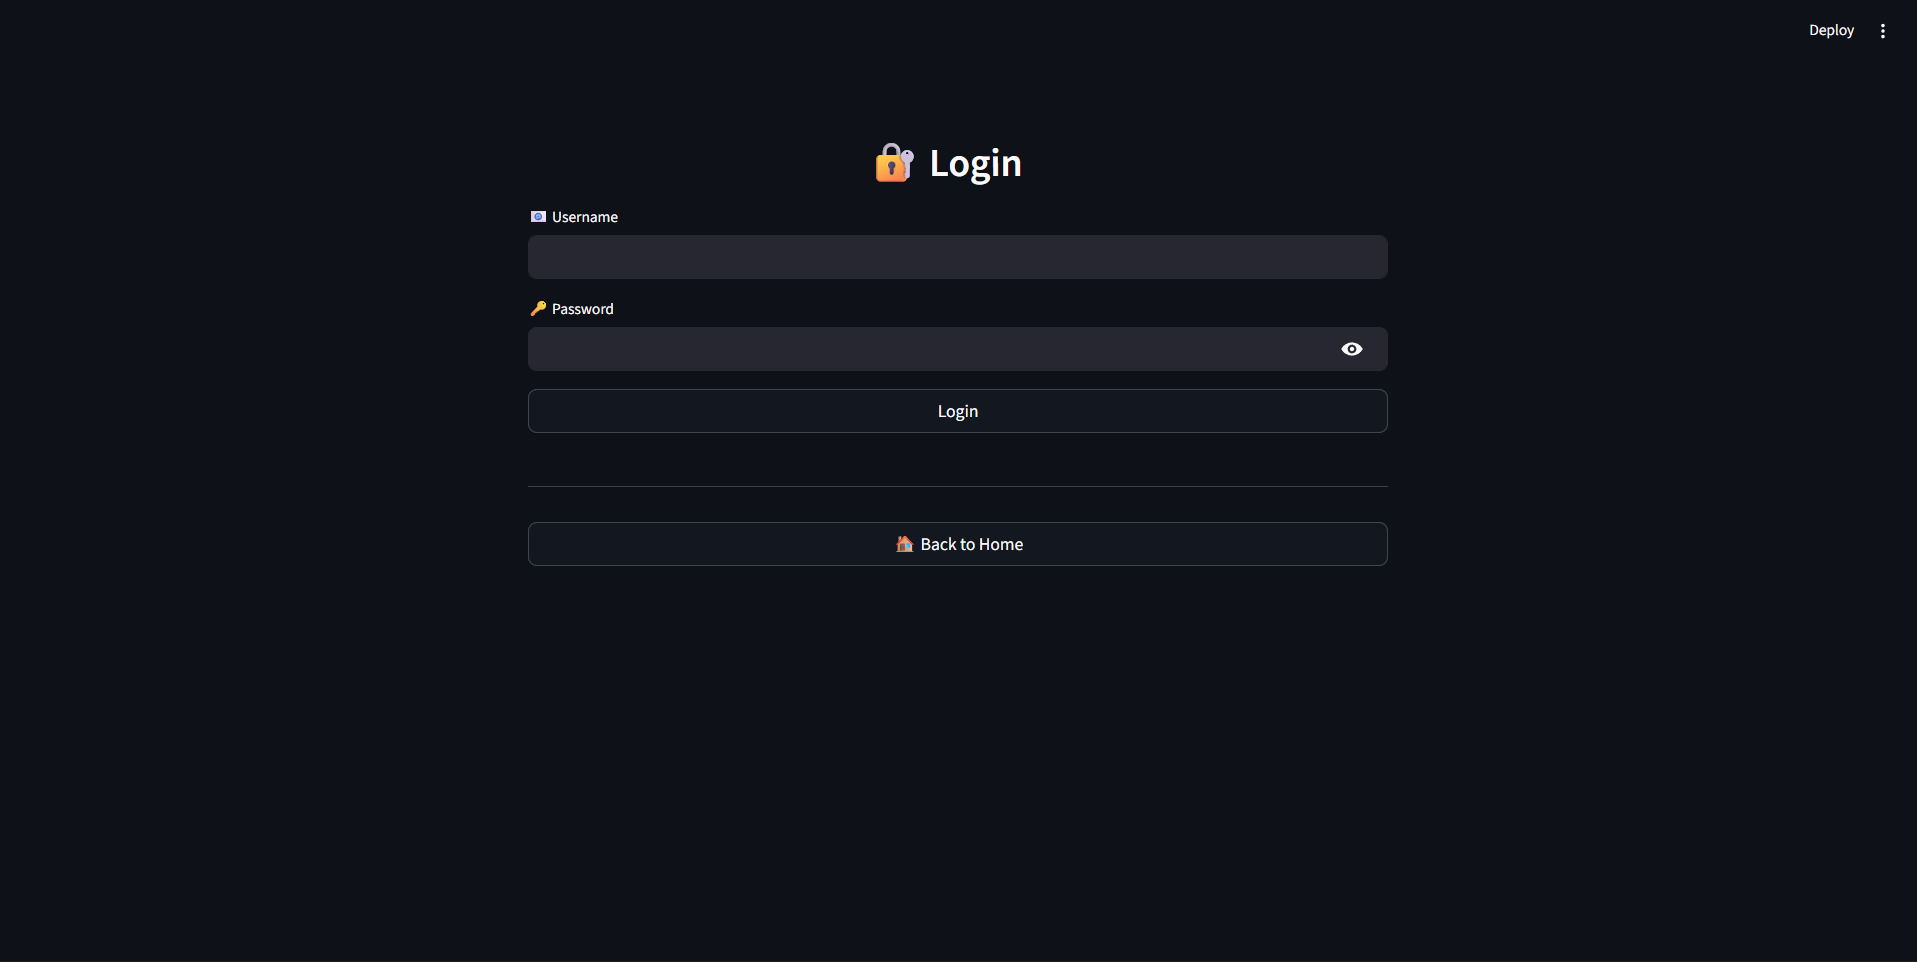 Deploy
🔐 Login
📧 Username
🔑 Password
Login
🏠 Back to Home